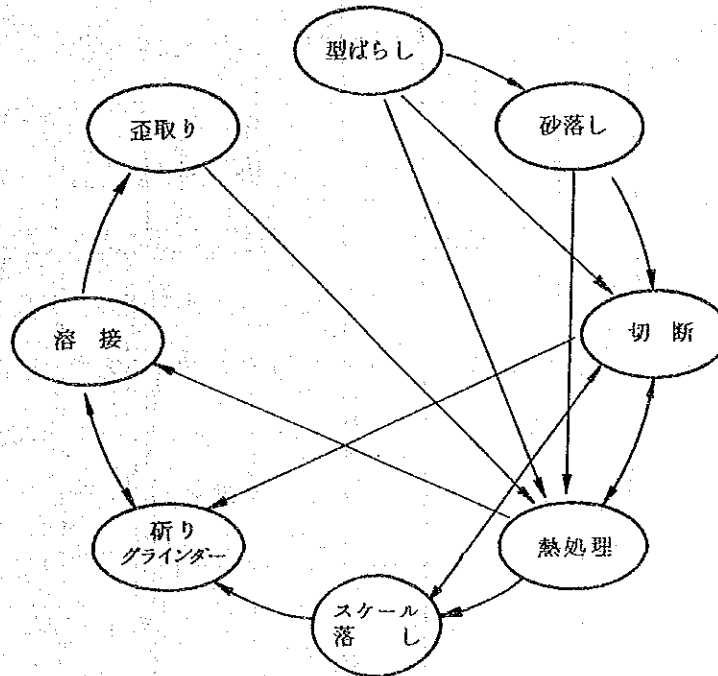 型ばらし
歪取り
砂落し
溶接
切断
斫り
グラインダー
熱処理
スケール
落し